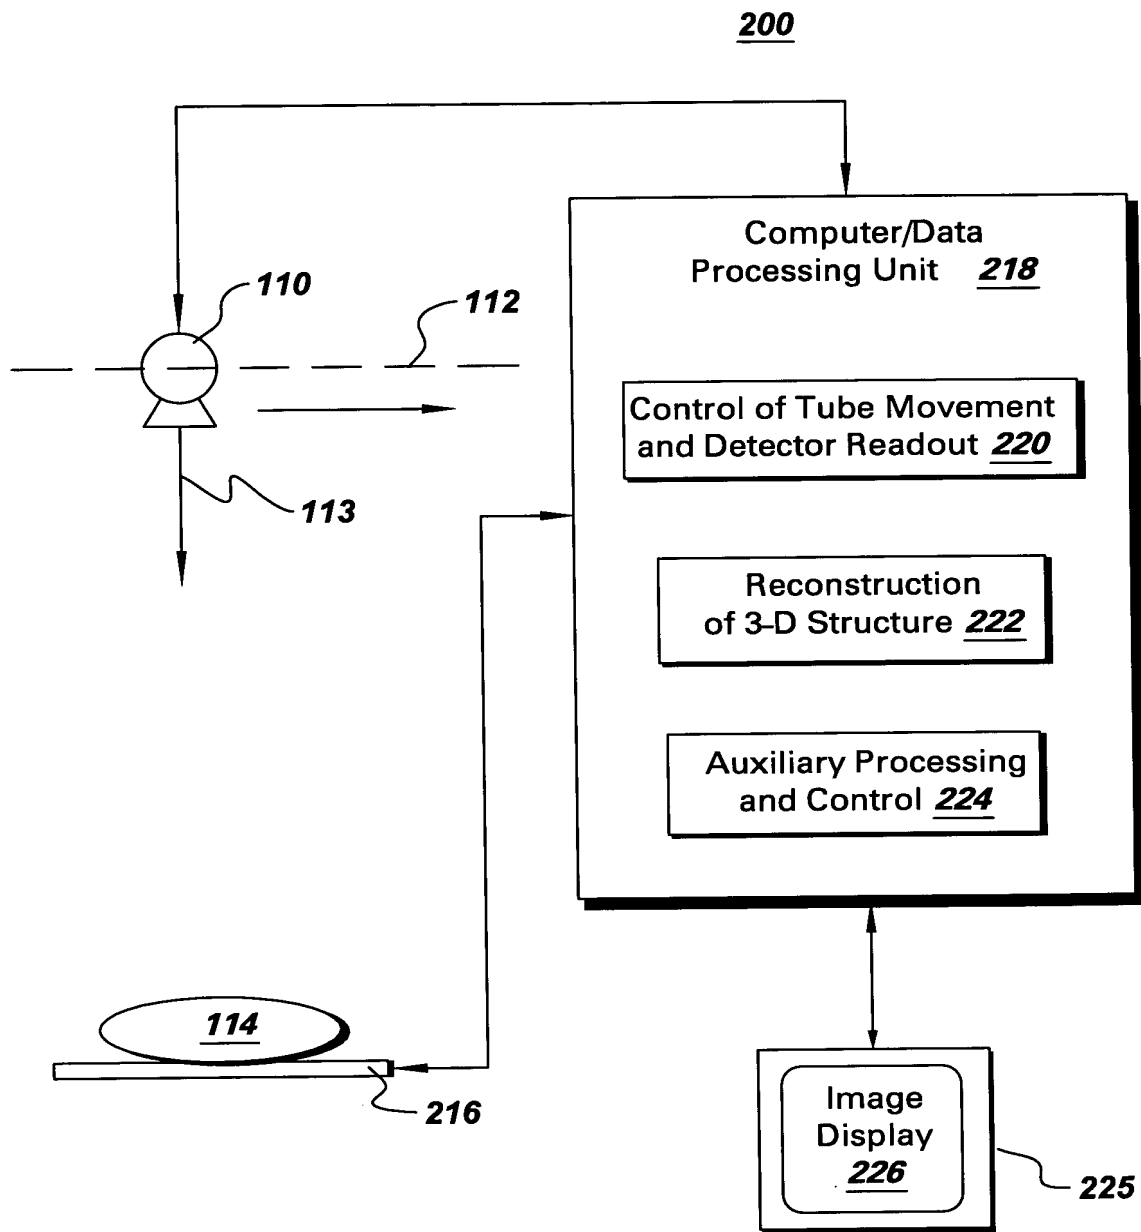 200
Computer/Data
Processing Unit 218
110
112
Control of Tube Movement
and Detector Readout 220
113
Reconstruction
of 3-D Structure 222
Auxiliary Processing
and Control 224
114
216
Image
Display
226
225